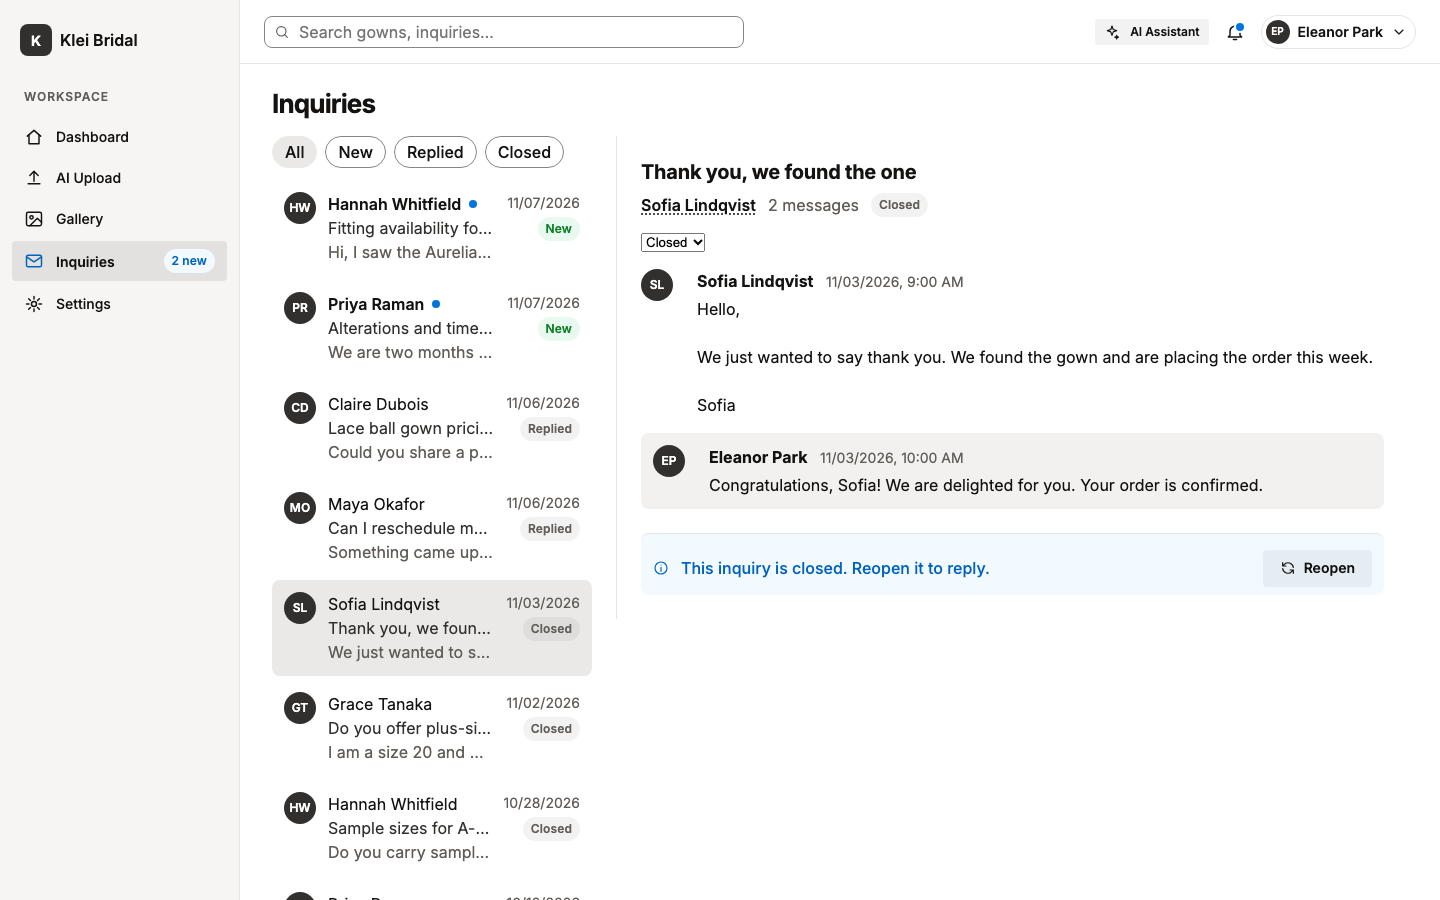 K Klei Bridal
Search gowns, inquiries...
AI Assistant
EP Eleanor Park
WORKSPACE
Dashboard
AI Upload
Gallery
Inquiries 2 new
Settings
Inquiries
All New Replied Closed
HW Hannah Whitfield 11/07/2026
Fitting availability fo... New
Hi, I saw the Aurelia...
PR Priya Raman 11/07/2026
Alterations and time... New
We are two months ...
CD Claire Dubois 11/06/2026
Lace ball gown prici... Replied
Could you share a p...
MO Maya Okafor 11/06/2026
Can I reschedule m... Replied
Something came up...
SL Sofia Lindqvist 11/03/2026
Thank you, we foun... Closed
We just wanted to s...
GT Grace Tanaka 11/02/2026
Do you offer plus-si... Closed
I am a size 20 and ...
HW Hannah Whitfield 10/28/2026
Sample sizes for A-... Closed
Do you carry sampl...
Thank you, we found the one
Sofia Lindqvist 2 messages Closed
Closed
SL Sofia Lindqvist 11/03/2026, 9:00 AM
Hello,
We just wanted to say thank you. We found the gown and are placing the order this week.
Sofia
EP Eleanor Park 11/03/2026, 10:00 AM
Congratulations, Sofia! We are delighted for you. Your order is confirmed.
This inquiry is closed. Reopen it to reply. Reopen